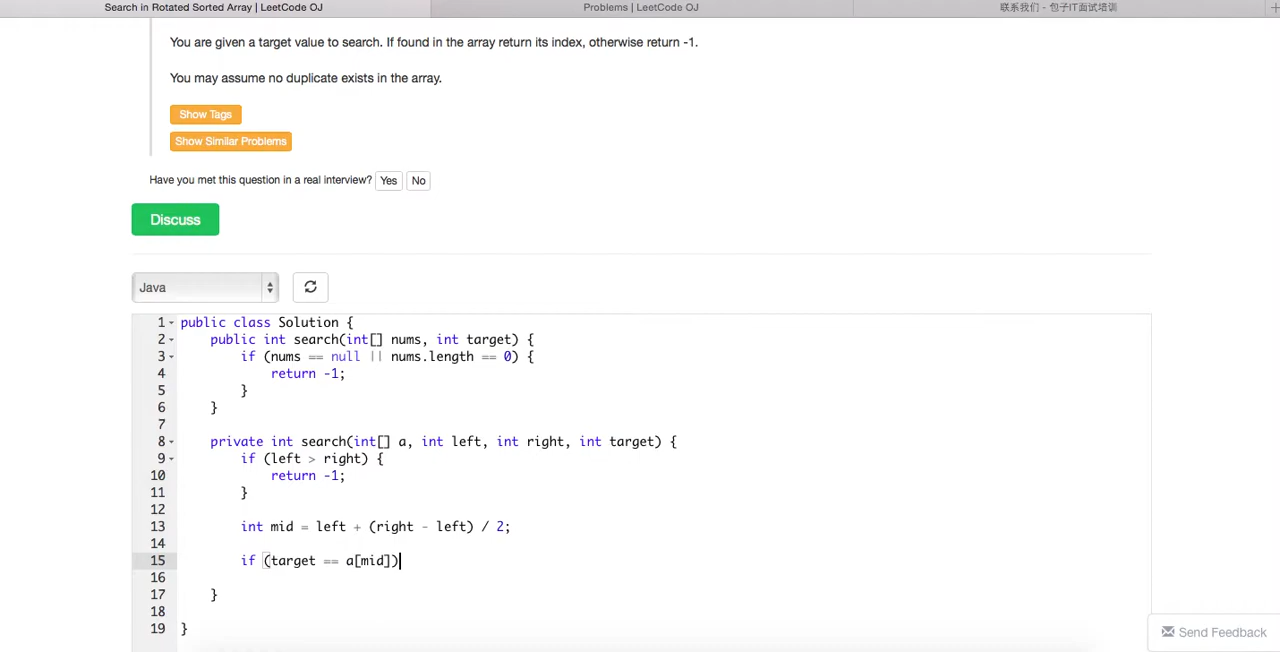 Search in Rotated Sorted Array | LeetCode OJ
Problems | LeetCode OJ
联系我们 - 包子IT面试培训
You are given a target value to search. If found in the array return its index, otherwise return -1.
You may assume no duplicate exists in the array.
Show Tags
Show Similar Problems
Have you met this question in a real interview? Yes No
Discuss
Java
1 public class Solution {
2 public int search(int[] nums, int target) {
3 if (nums == null || nums.length == 0) {
4 return -1;
5 }
6 }
7
8 private int search(int[] a, int left, int right, int target) {
9 if (left > right) {
10 return -1;
11 }
12
13 int mid = left + (right - left) / 2;
14
15 if (target == a[mid])
16
17 }
18
19 }
Send Feedback